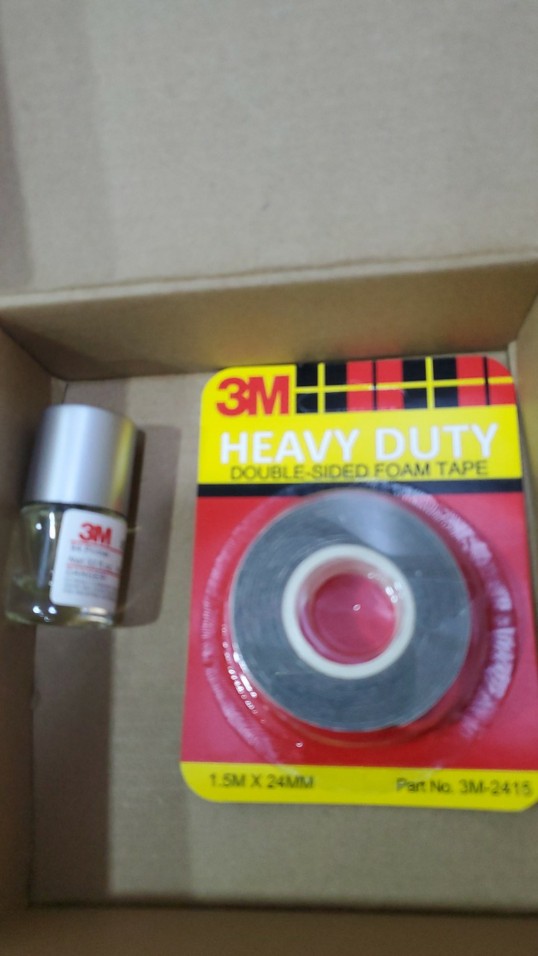 3M
HEAVY DUTY
DOUBLE-SIDED FOAM TAPE
3M
1.5M X 24MM
Part No. 3M-2415